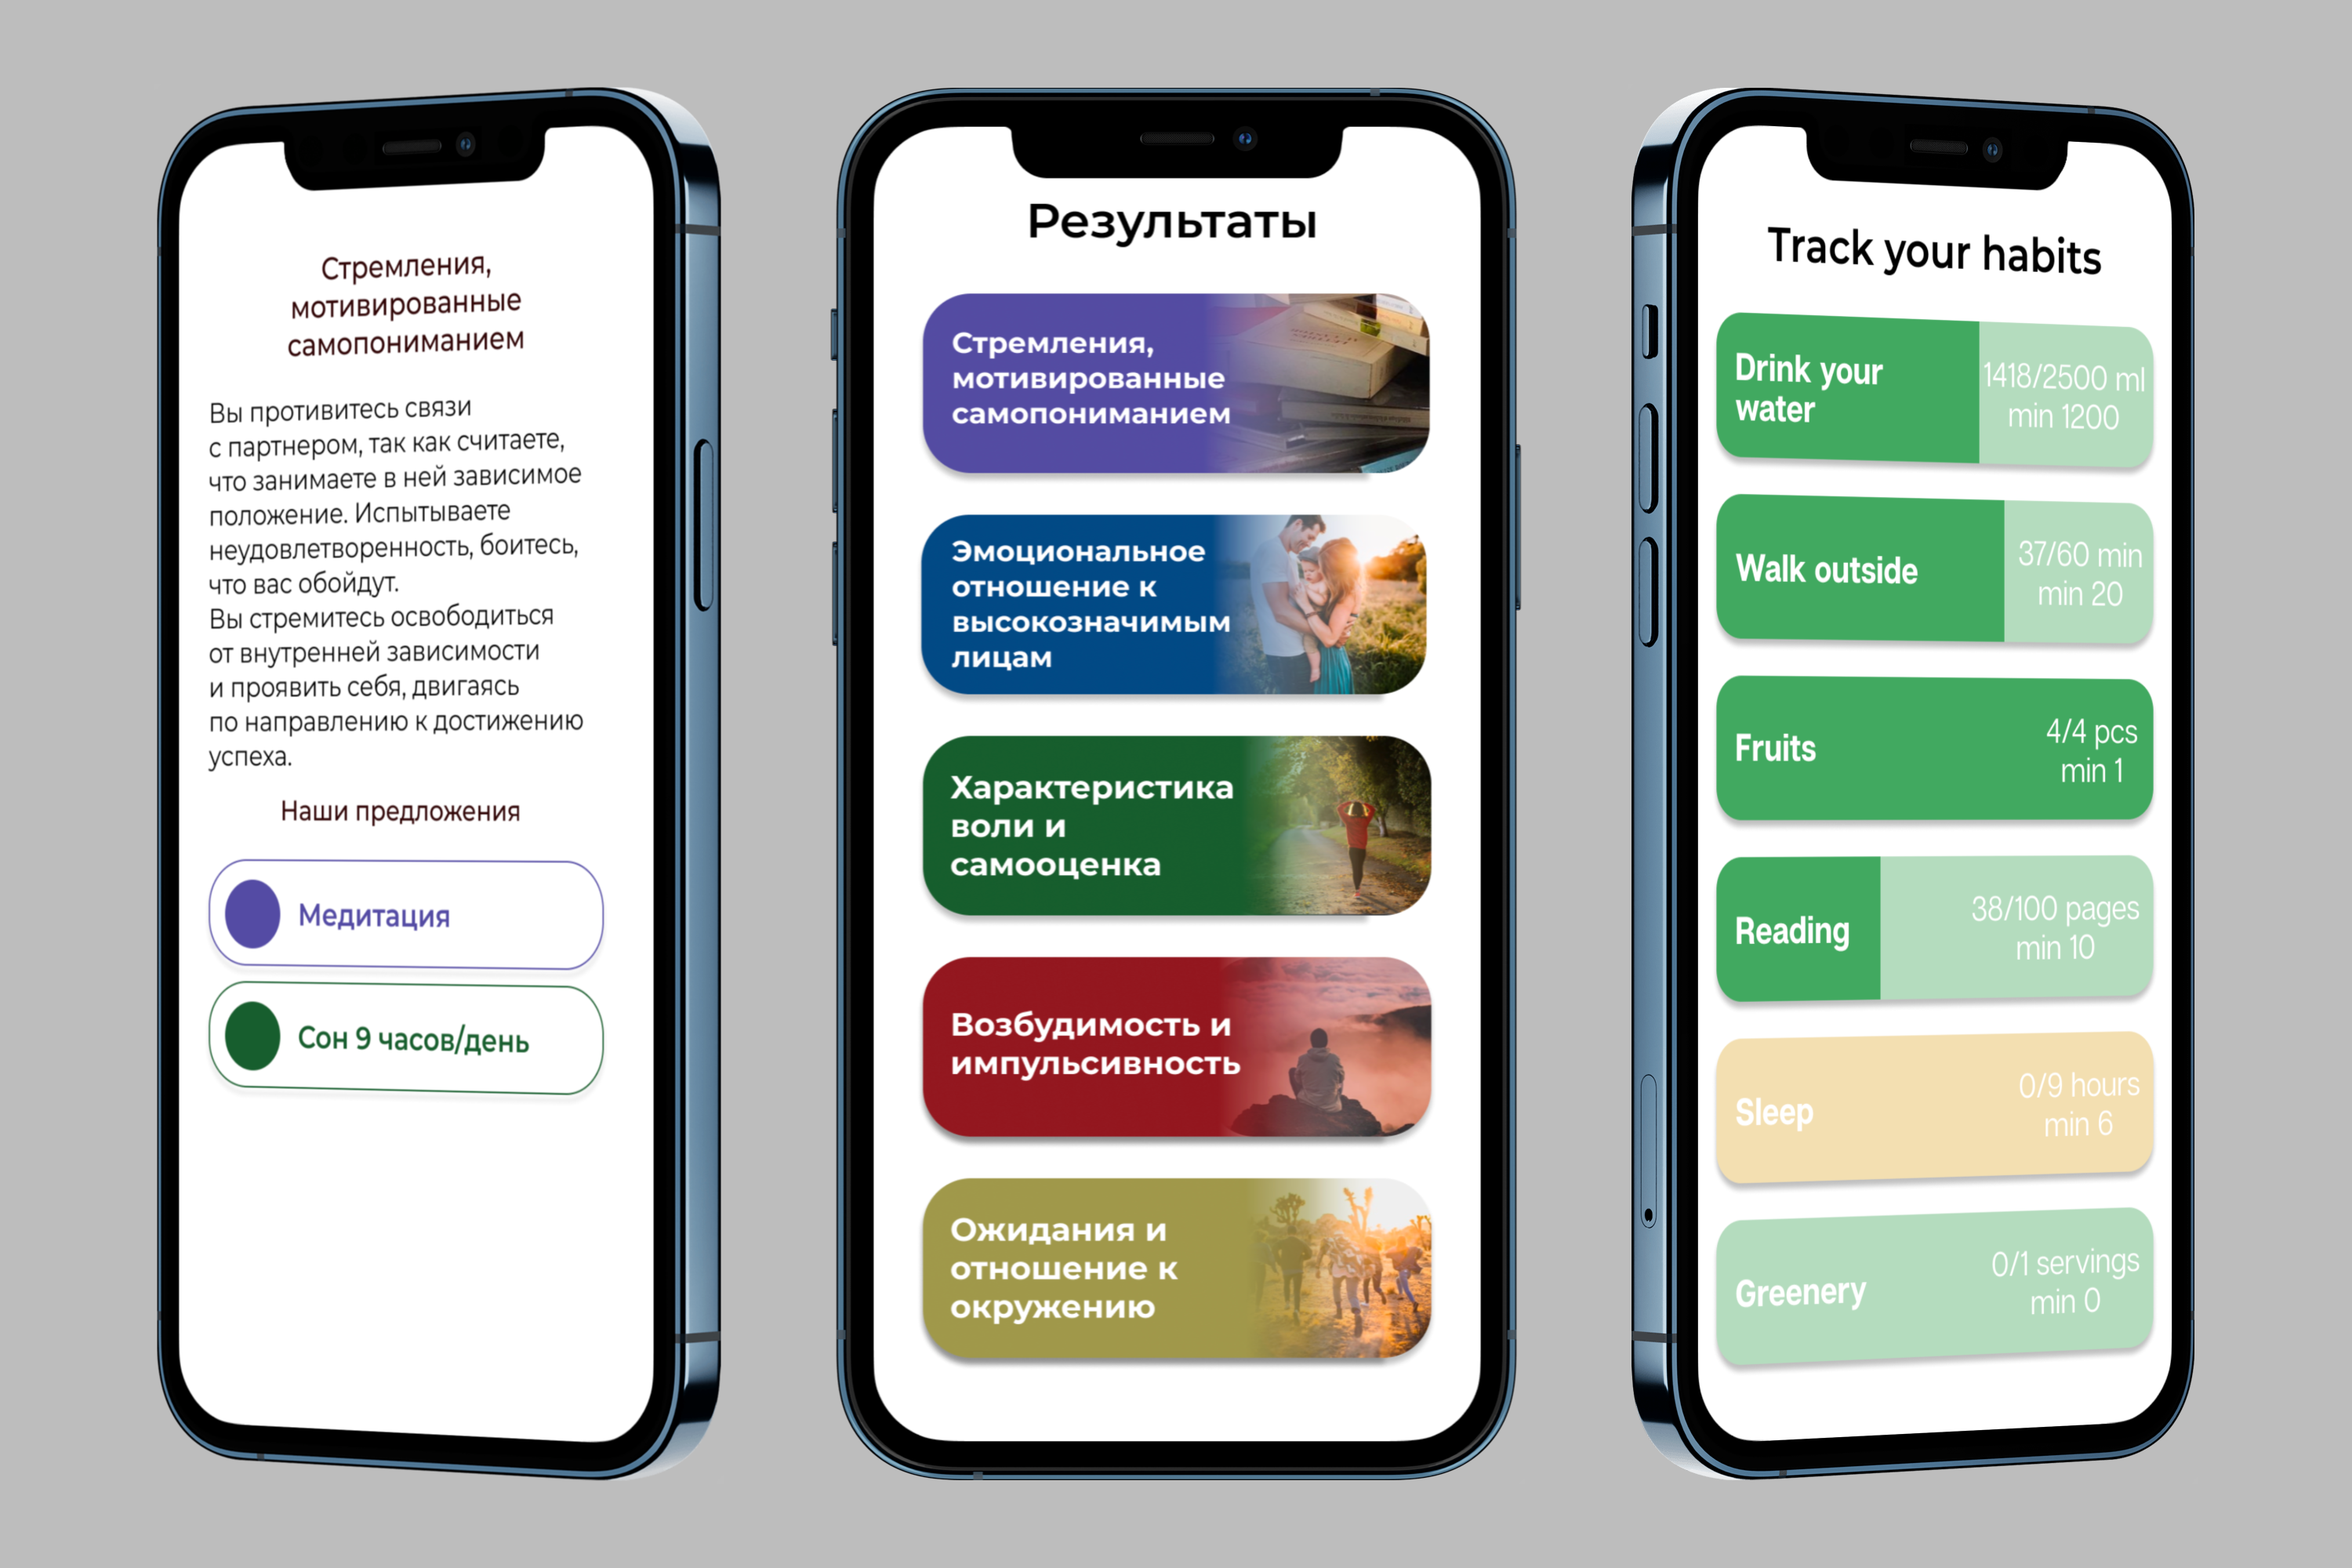 Стремления,
мотивированные
самопониманием
Вы противитесь связи
с партнером, так как считаете,
что занимаете в ней зависимое
положение. Испытываете
неудовлетворенность, боитесь,
что вас обойдут.
Вы стремитесь освободиться
от внутренней зависимости
и проявить себя, двигаясь
по направлению к достижению
успеха.
Наши предложения
Медитация
Сон 9 часов/день
Результаты
Стремления,
мотивированные
самопониманием
Эмоциональное
отношение к
высокозначимым
лицам
Характеристика
воли и
самооценка
Возбудимость и
импульсивность
Ожидания и
отношение к
окружению
Track your habits
Drink your
water
1418/2500 ml
min 1200
Walk outside
37/60 min
min 20
Fruits
4/4 pcs
min 1
Reading
38/100 pages
min 10
Sleep
0/9 hours
min 6
Greenery
0/1 servings
min 0